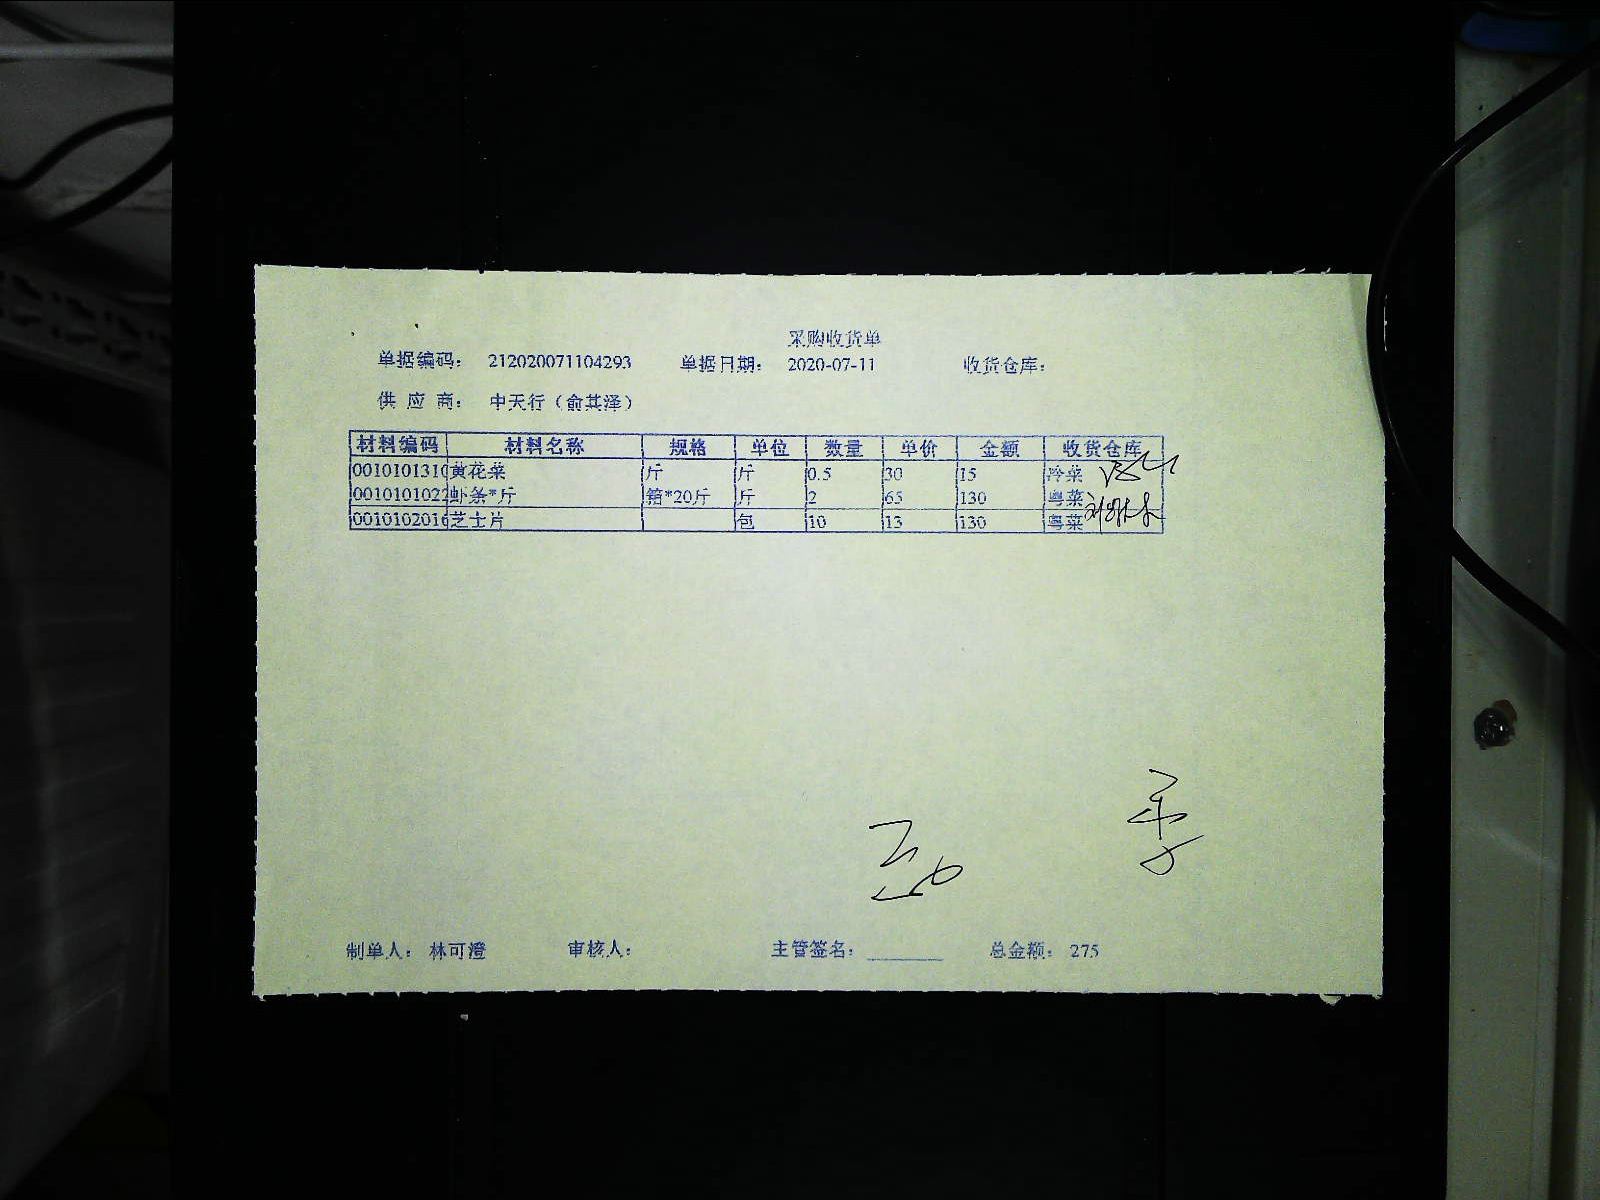 采购收货单
单据编码: 212020071104293 单据日期: 2020-07-11 收货仓库:
供 应 商: 中天行(俞其泽)
材料编码 材料名称 规格 单位 数量 单价 金额 收货仓库
0010101310 黄花菜 斤 斤 0.5 30 15 冷菜
0010101022 虾条*斤 箱*20斤 斤 2 65 130 粤菜
0010102016 芝士片 包 10 13 130 粤菜
制单人: 林可澄 审核人: 主管签名: 总金额: 275